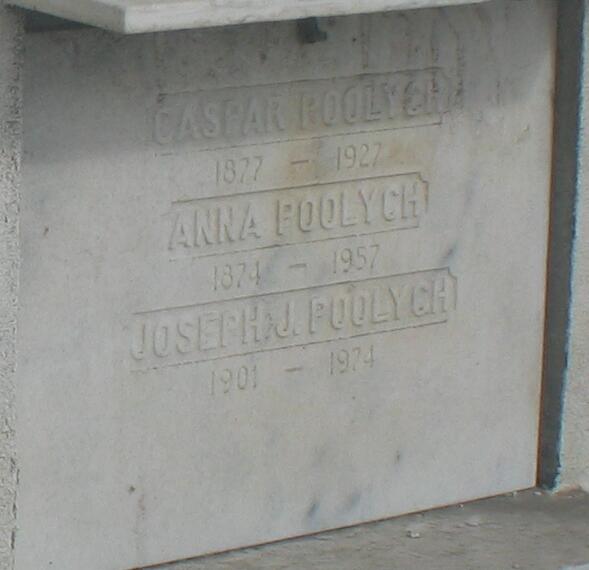 CASPAR POOLYCH
1877 — 1927
ANNA POOLYCH
1874 — 1957
JOSEPH J. POOLYCH
1901 — 1974